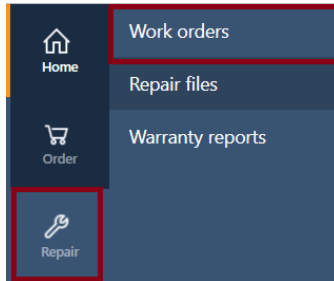 Home
Order
Repair
Work orders
Repair files
Warranty reports